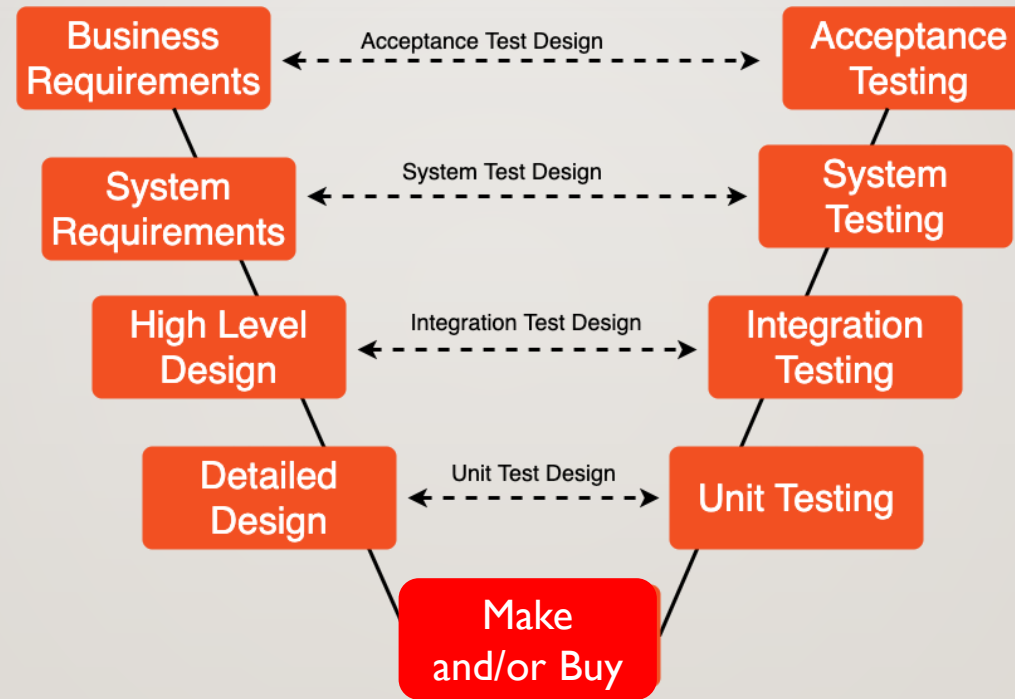 Business
Requirements
Acceptance Test Design
Acceptance
Testing
System
Requirements
System Test Design
System
Testing
High Level
Design
Integration Test Design
Integration
Testing
Detailed
Design
Unit Test Design
Unit Testing
Make
and/or Buy